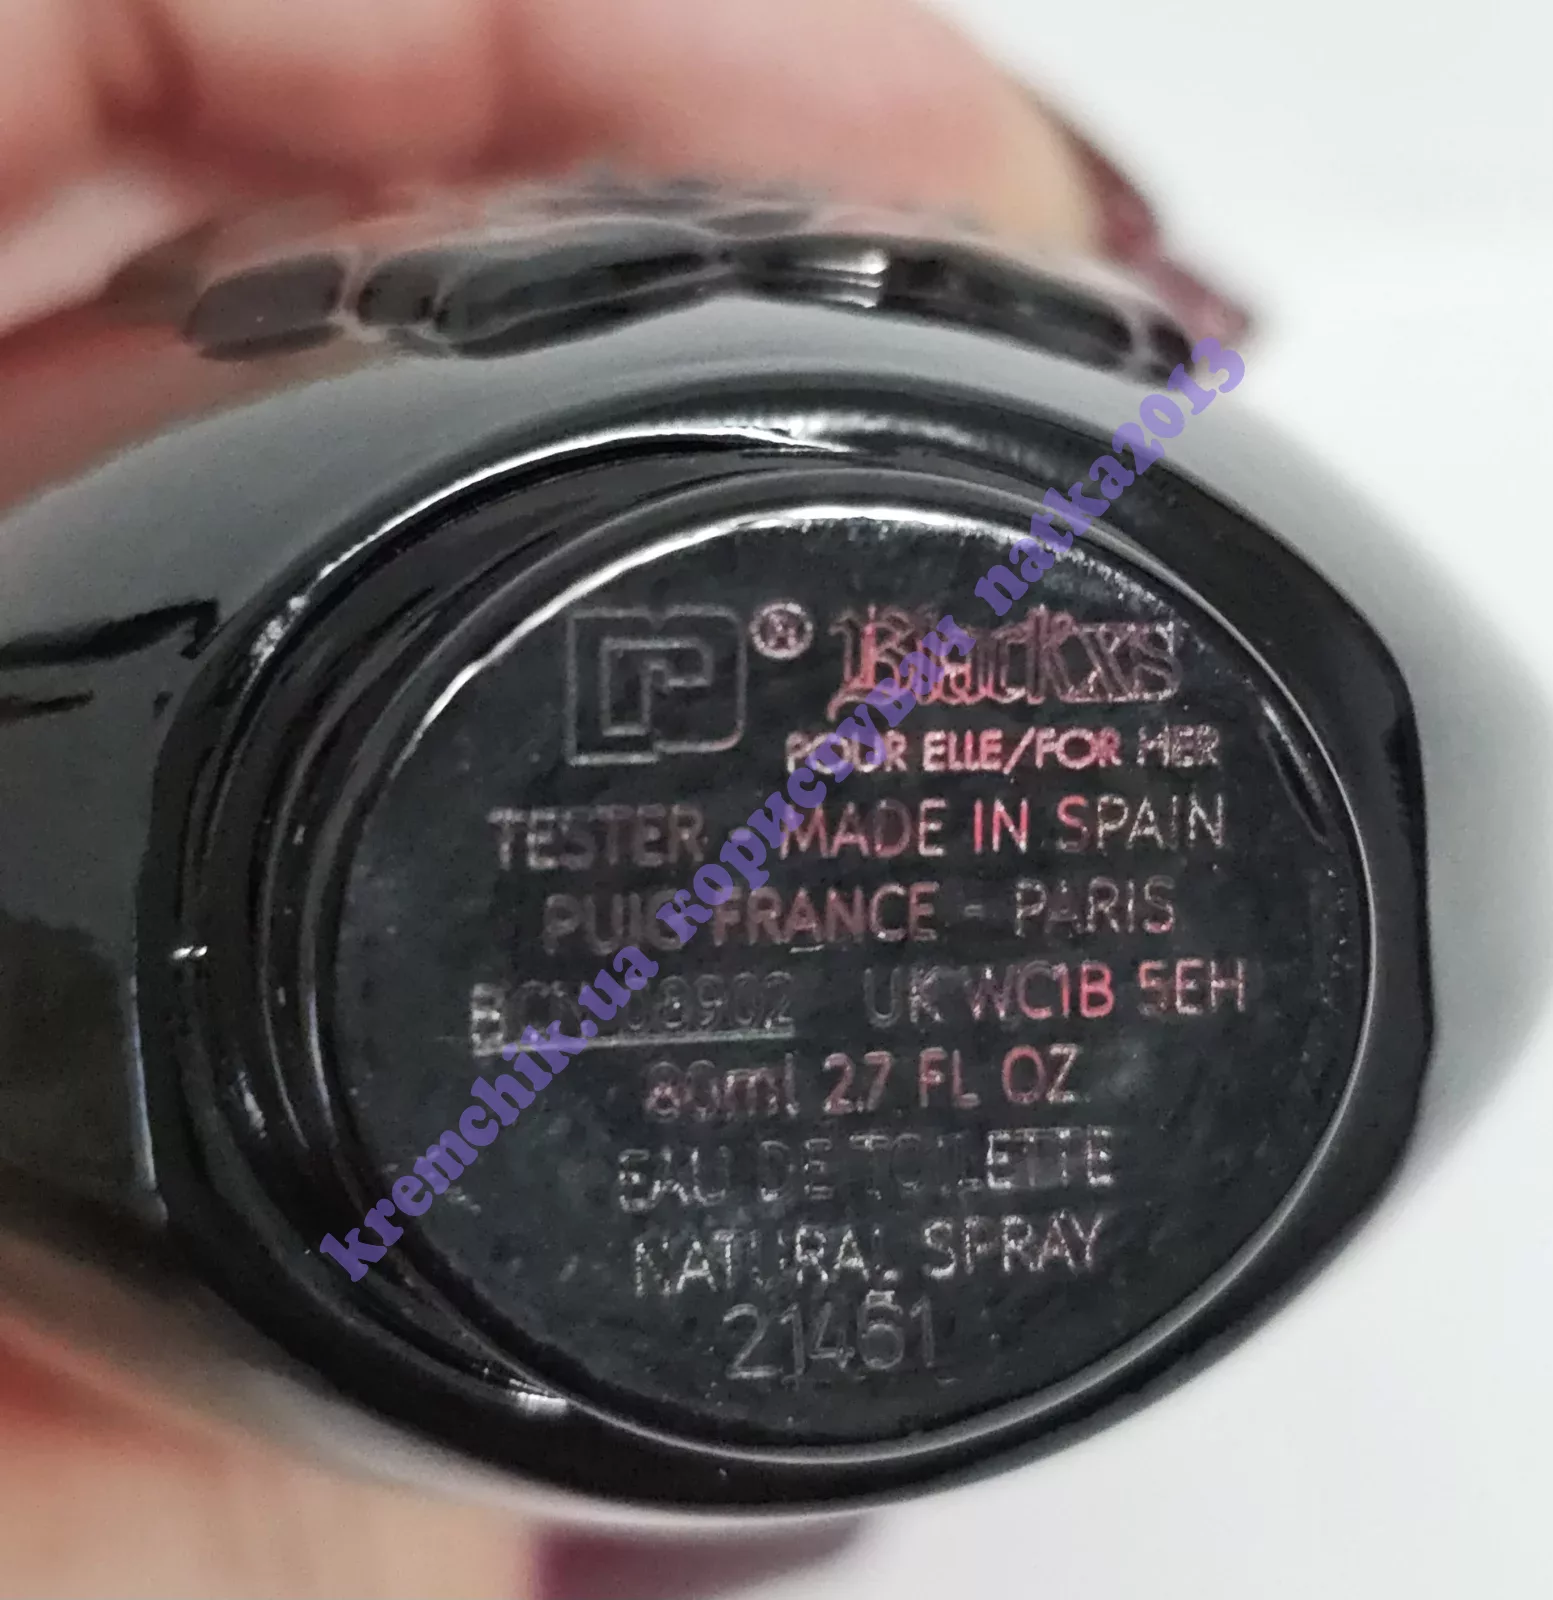 ® Blackxs
POUR ELLE/FOR HER
TESTER - MADE IN SPAIN
PUIG FRANCE - PARIS
UK WC1B 5EH
80ml 2.7 FL OZ
EAU DE TOILETTE
NATURAL SPRAY
21461
kremchik.ua користувач natka2013